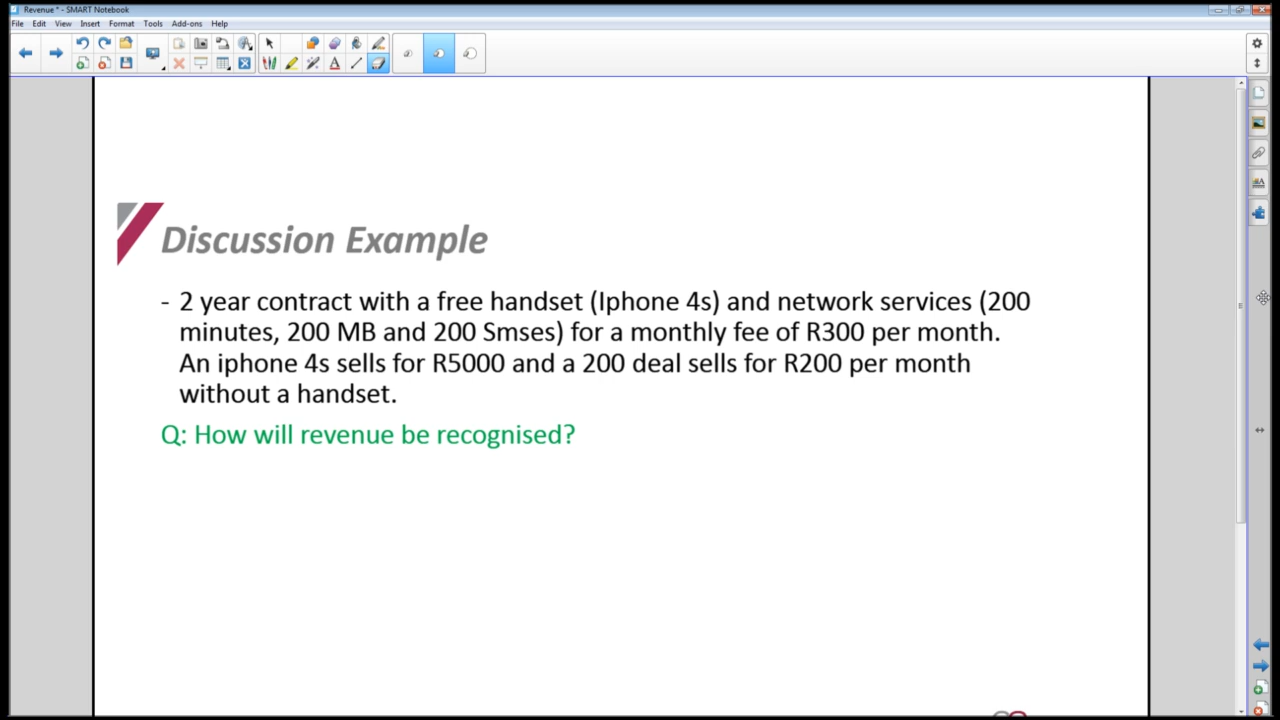 Revenue * - SMART Notebook
File Edit View Insert Format Tools Add-ons Help
Discussion Example
- 2 year contract with a free handset (Iphone 4s) and network services (200
minutes, 200 MB and 200 Smses) for a monthly fee of R300 per month.
An iphone 4s sells for R5000 and a 200 deal sells for R200 per month
without a handset.
Q: How will revenue be recognised?